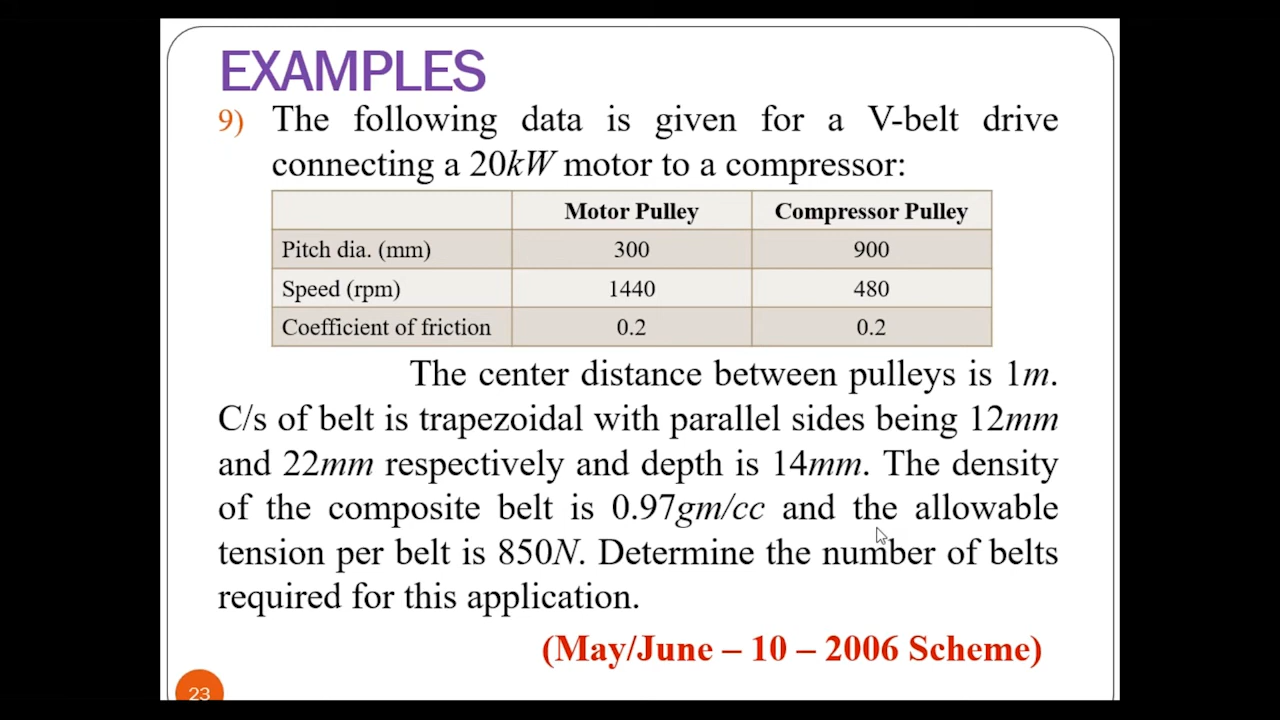 EXAMPLES
9) The following data is given for a V-belt drive
connecting a 20kW motor to a compressor:
Motor Pulley Compressor Pulley
Pitch dia. (mm) 300 900
Speed (rpm) 1440 480
Coefficient of friction 0.2 0.2
The center distance between pulleys is 1m.
C/s of belt is trapezoidal with parallel sides being 12mm
and 22mm respectively and depth is 14mm. The density
of the composite belt is 0.97gm/cc and the allowable
tension per belt is 850N. Determine the number of belts
required for this application.
(May/June – 10 – 2006 Scheme)
23